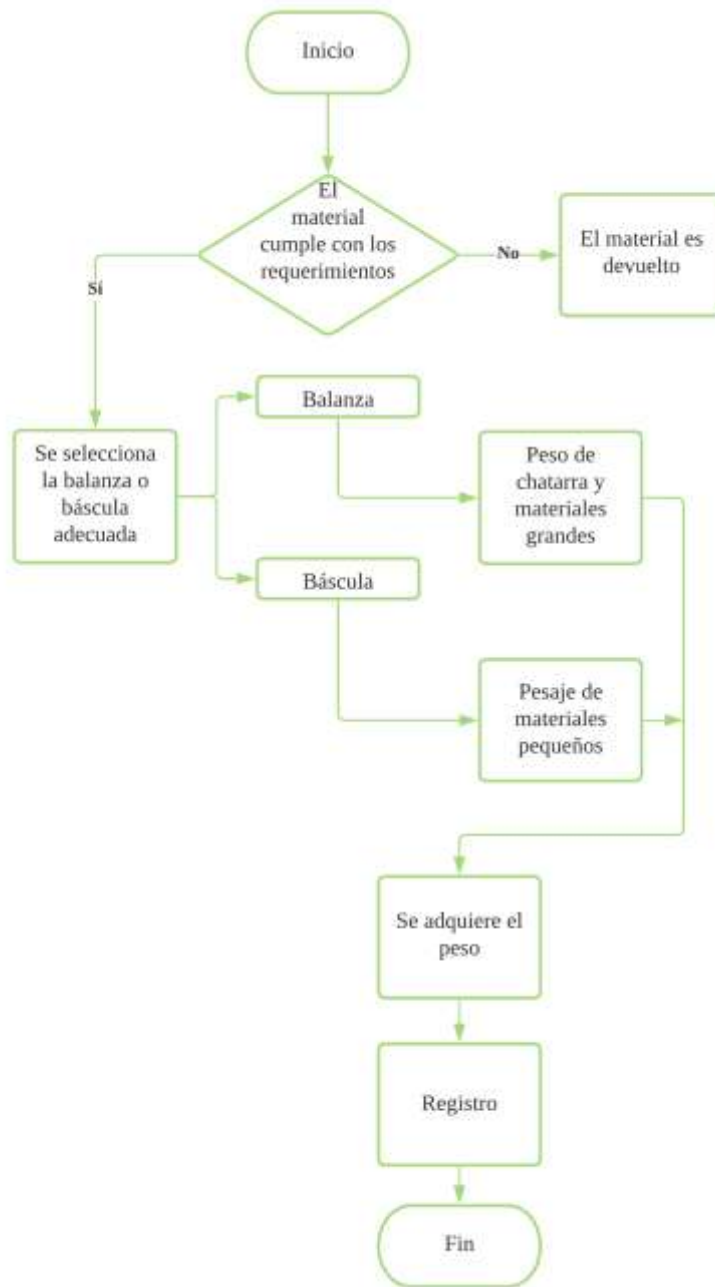 Inicio
El
material
cumple con los
requerimientos
No
El material es
devuelto
Sí
Se selecciona
la balanza o
báscula
adecuada
Balanza
Peso de
chatarra y
materiales
grandes
Báscula
Pesaje de
materiales
pequeños
Se adquiere el
peso
Registro
Fin